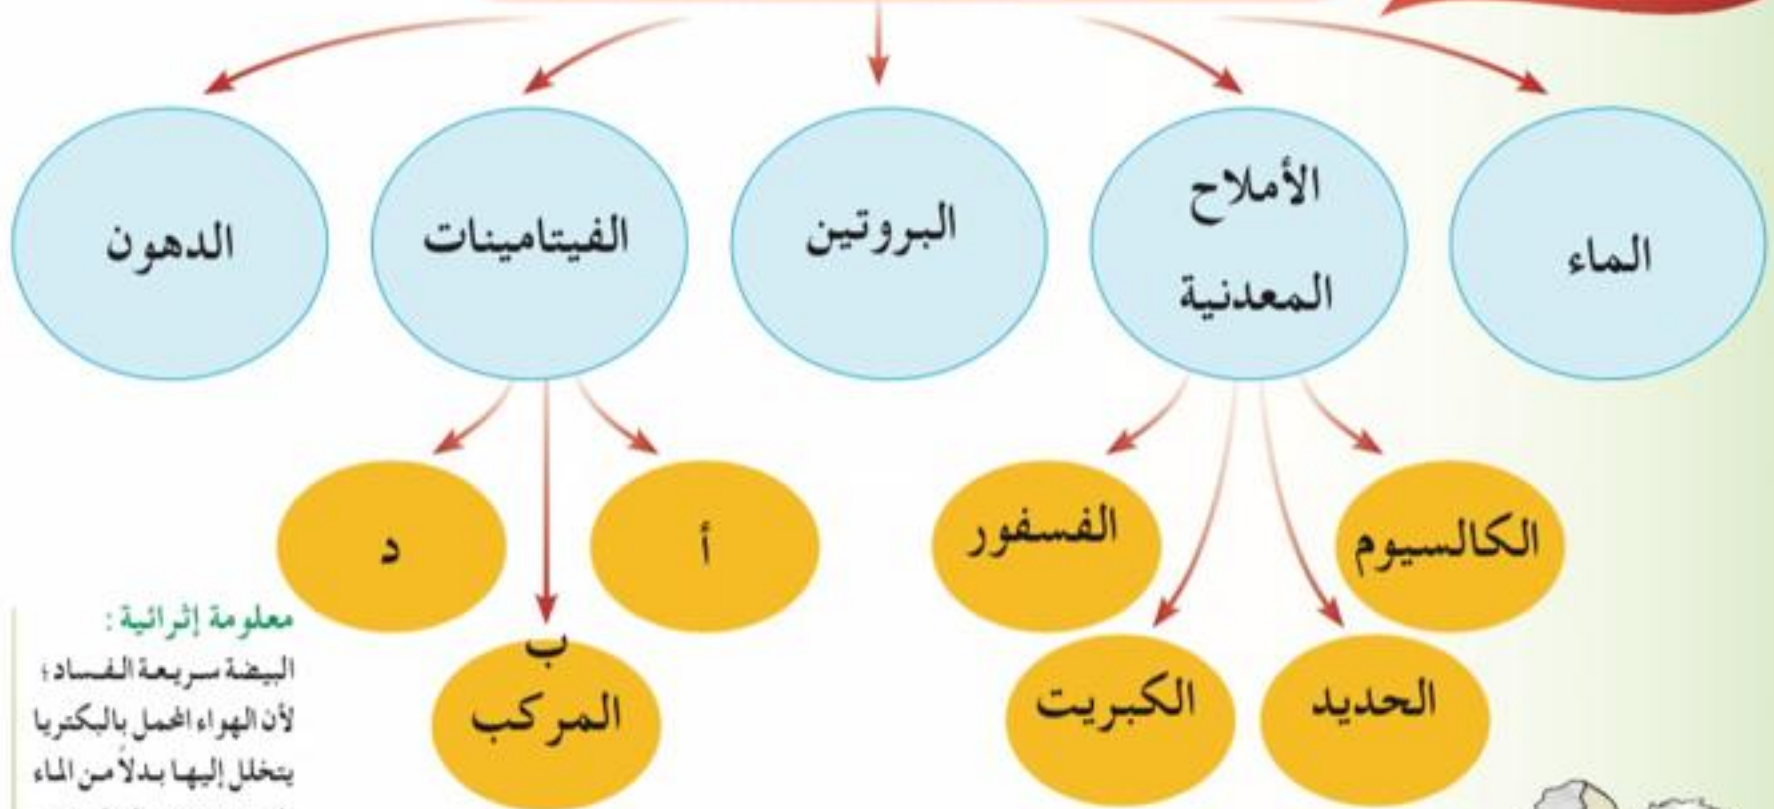 الماء
الأملاح
المعدنية
البروتين
الفيتامينات
الدهون
الكالسيوم
الحديد
الكبريت
الفسفور
أ
ب
المركب
د
معلومة إثرائية :
البيضة سريعة الفساد؛
لأن الهواء المحمل بالبكتريا
يتخلل إليها بدلاً من الماء